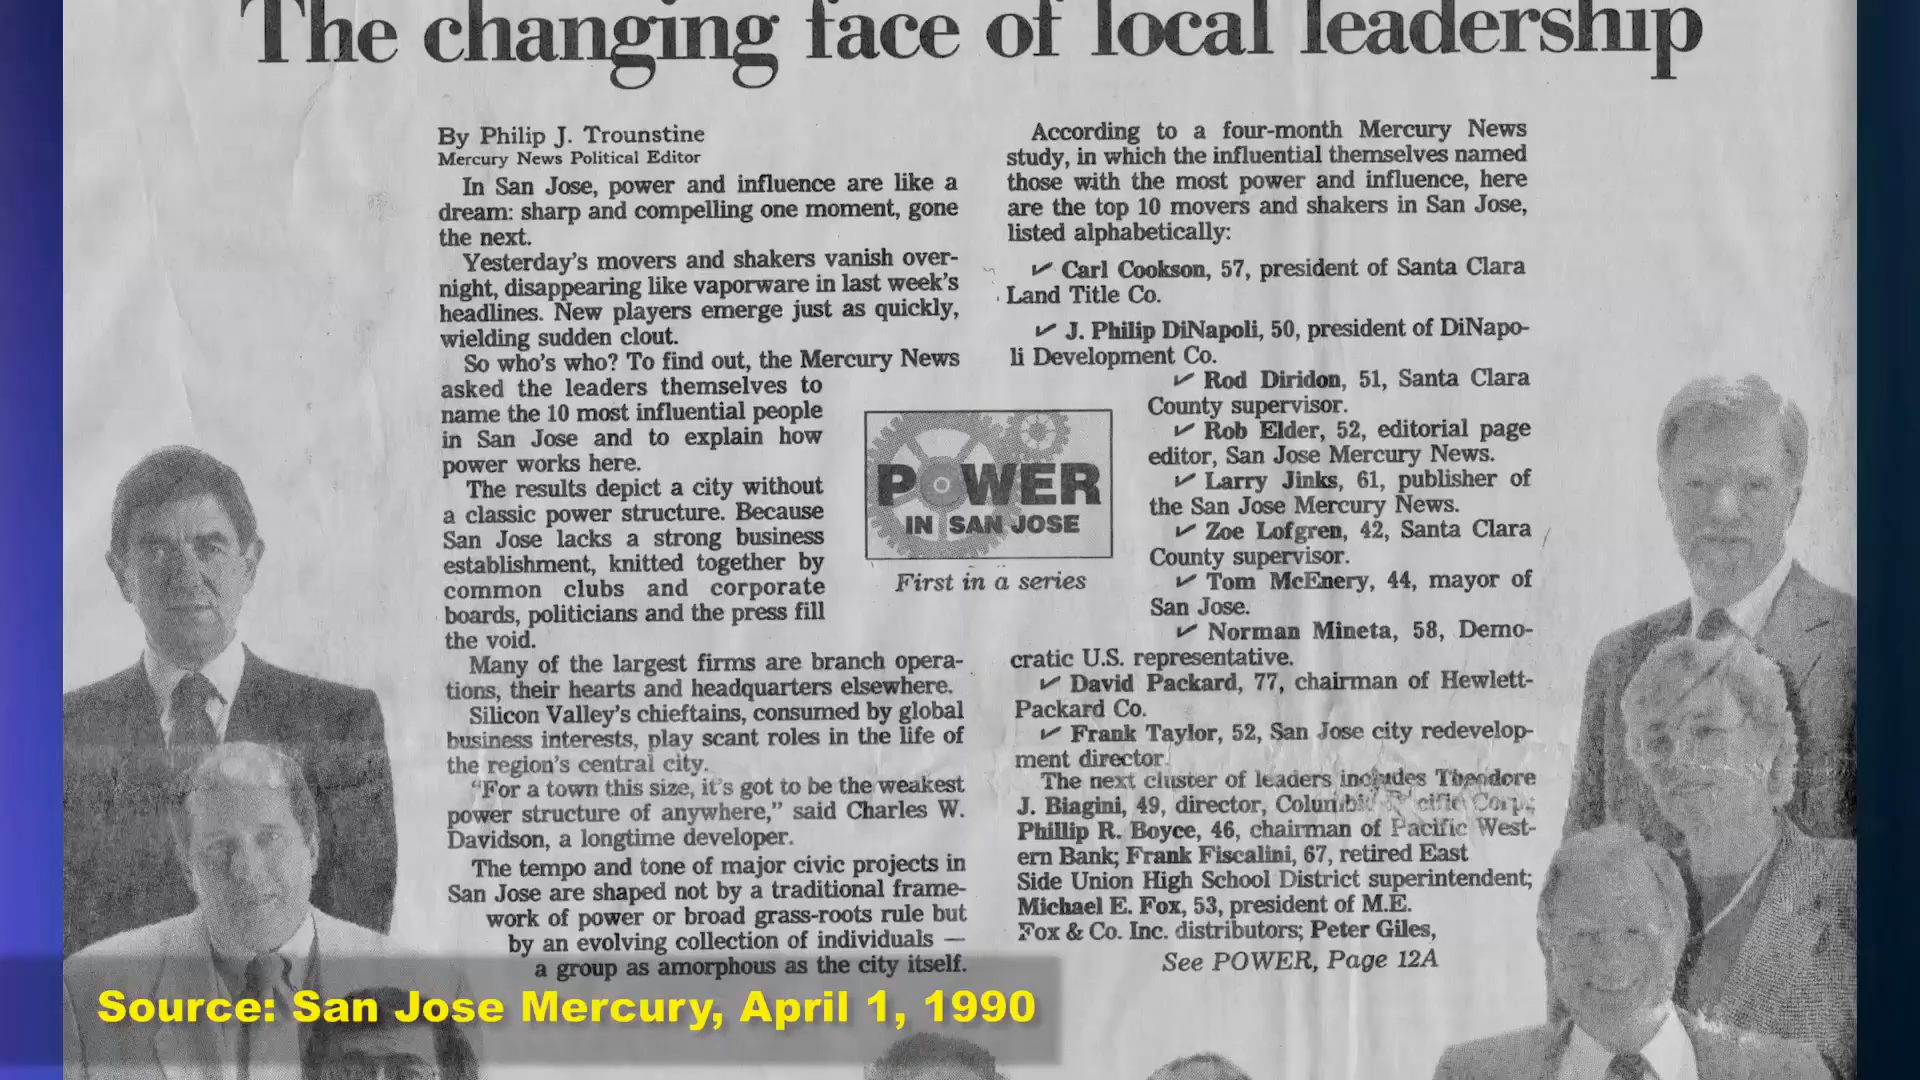 The changing face of local leadership
By Philip J. Trounstine
Mercury News Political Editor
In San Jose, power and influence are like a
dream: sharp and compelling one moment, gone
the next.
Yesterday's movers and shakers vanish over-
night, disappearing like vaporware in last week's
headlines. New players emerge just as quickly,
wielding sudden clout.
So who's who? To find out, the Mercury News
asked the leaders themselves to
name the 10 most influential people
in San Jose and to explain how
power works here.
The results depict a city without
a classic power structure. Because
San Jose lacks a strong business
establishment, knitted together by
common clubs and corporate
boards, politicians and the press fill
the void.
Many of the largest firms are branch opera-
tions, their hearts and headquarters elsewhere.
Silicon Valley's chieftains, consumed by global
business interests, play scant roles in the life of
the region's central city.
"For a town this size, it's got to be the weakest
power structure of anywhere," said Charles W.
Davidson, a longtime developer.
The tempo and tone of major civic projects in
San Jose are shaped not by a traditional frame-
work of power or broad grass-roots rule but
by an evolving collection of individuals —
a group as amorphous as the city itself.
POWER
IN SAN JOSE
First in a series
According to a four-month Mercury News
study, in which the influential themselves named
those with the most power and influence, here
are the top 10 movers and shakers in San Jose,
listed alphabetically:
✓ Carl Cookson, 57, president of Santa Clara
Land Title Co.
✓ J. Philip DiNapoli, 50, president of DiNapo-
li Development Co.
✓ Rod Diridon, 51, Santa Clara
County supervisor.
✓ Rob Elder, 52, editorial page
editor, San Jose Mercury News.
✓ Larry Jinks, 61, publisher of
the San Jose Mercury News.
✓ Zoe Lofgren, 42, Santa Clara
County supervisor.
✓ Tom McEnery, 44, mayor of
San Jose.
✓ Norman Mineta, 58, Demo-
cratic U.S. representative.
✓ David Packard, 77, chairman of Hewlett-
Packard Co.
✓ Frank Taylor, 52, San Jose city redevelop-
ment director.
The next cluster of leaders includes Theodore
J. Biagini, 49, director, Columbia Pacific Corp.;
Phillip R. Boyce, 46, chairman of Pacific West-
ern Bank; Frank Fiscalini, 67, retired East
Side Union High School District superintendent;
Michael E. Fox, 53, president of M.E.
Fox & Co. Inc. distributors; Peter Giles,
See POWER, Page 12A
Source: San Jose Mercury, April 1, 1990